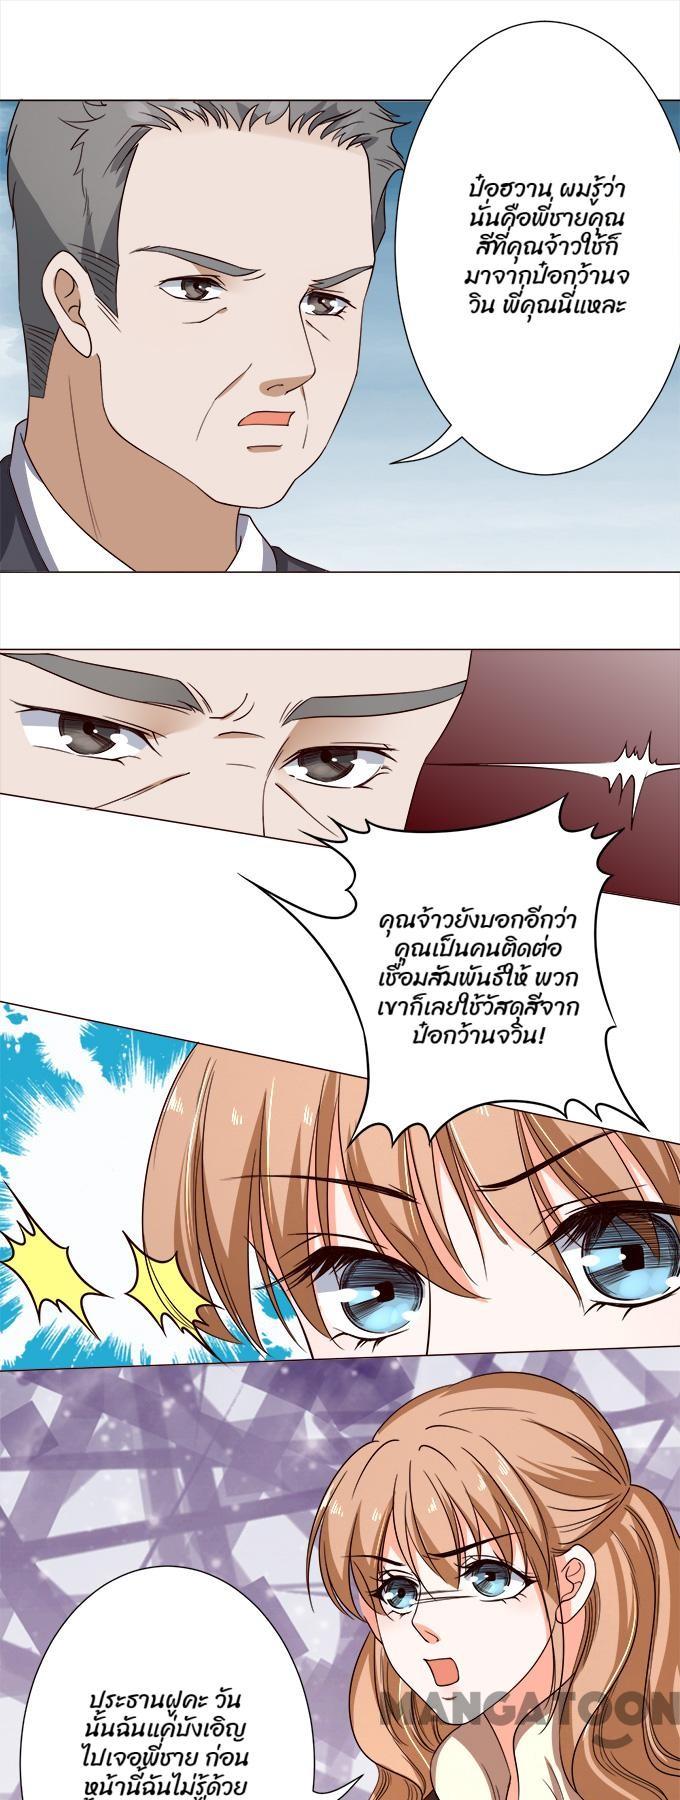 ป๋อฮวาน ผมรู้ว่า
นั่นคือพี่ชายคุณ
สีที่คุณจ้าวใช้ก็
มาจากป๋อกว้านจ
วิน พี่คุณนี่แหละ
คุณจ้าวยังบอกอีกว่า
คุณเป็นคนติดต่อ
เชื่อมสัมพันธ์ให้ พวก
เขาก็เลยใช้วัสดุสีจาก
ป๋อกว้านจวิน!
MANGATOON
ประธานฝูคะ วัน
นั้นฉันแค่บังเอิญ
ไปเจอพี่ชาย ก่อน
หน้านี้ฉันไม่รู้ด้วย